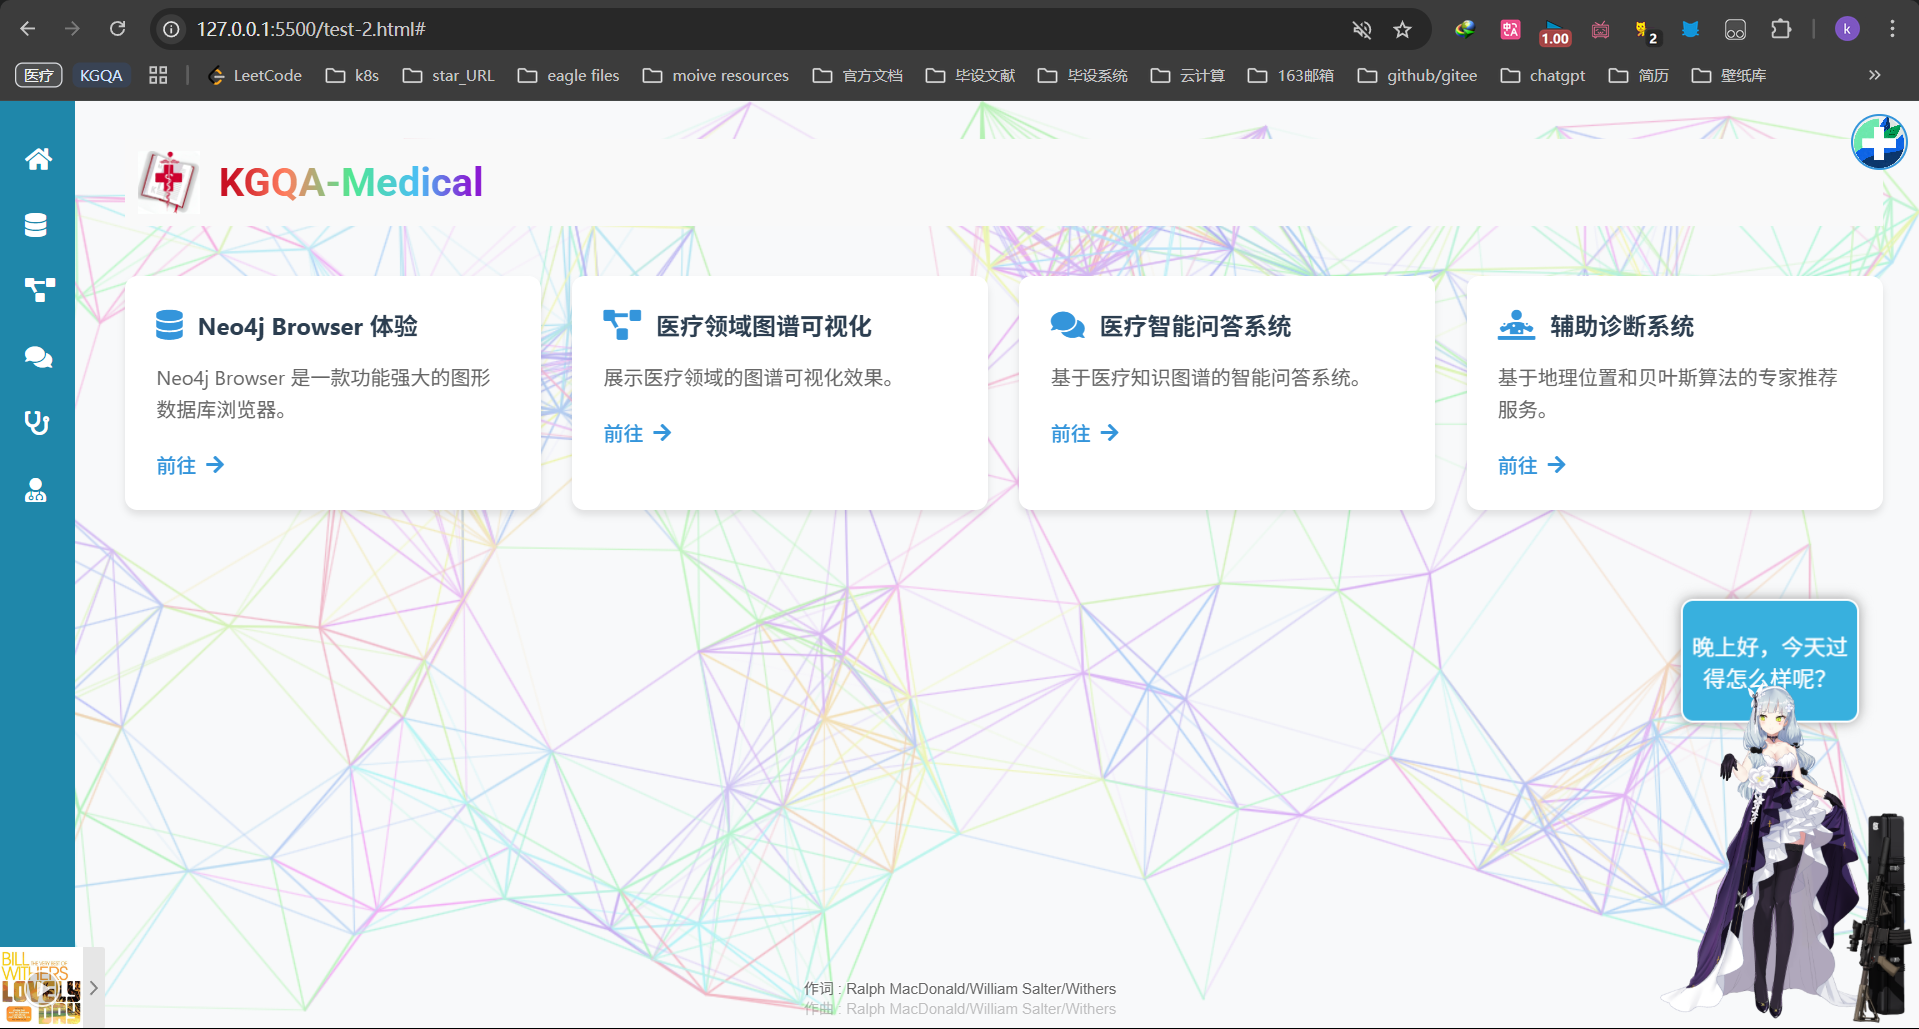 127.0.0.1:5500/test-2.html#
1.00
2
k
医疗
KGQA
LeetCode
k8s
star_URL
eagle files
moive resources
官方文档
毕设文献
毕设系统
云计算
163邮箱
github/gitee
chatgpt
简历
壁纸库
KGQA-Medical
Neo4j Browser 体验
Neo4j Browser 是一款功能强大的图形
数据库浏览器。
前往
医疗领域图谱可视化
展示医疗领域的图谱可视化效果。
前往
医疗智能问答系统
基于医疗知识图谱的智能问答系统。
前往
辅助诊断系统
基于地理位置和贝叶斯算法的专家推荐
服务。
前往
晚上好，今天过
得怎么样呢？
BILL
WITHERS
LOVELY
DAY
作词 : Ralph MacDonald/William Salter/Withers
作曲 : Ralph MacDonald/William Salter/Withers